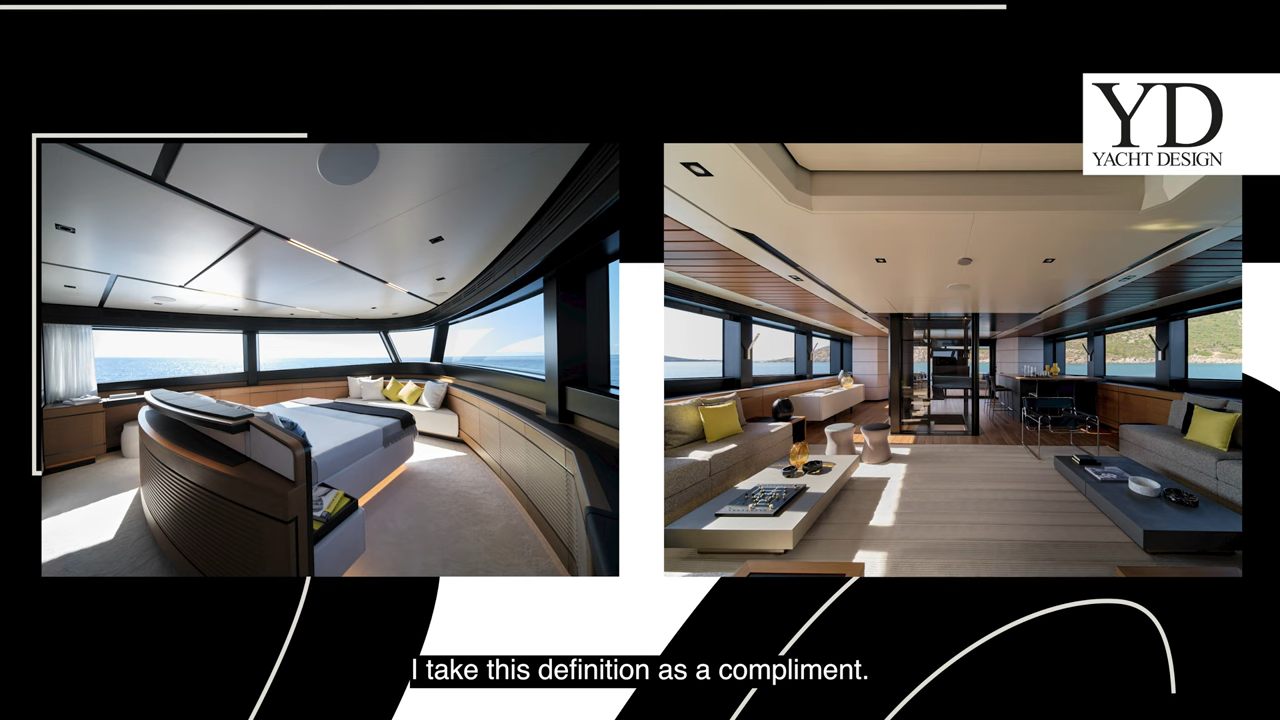 YD
YACHT DESIGN
I take this definition as a compliment.